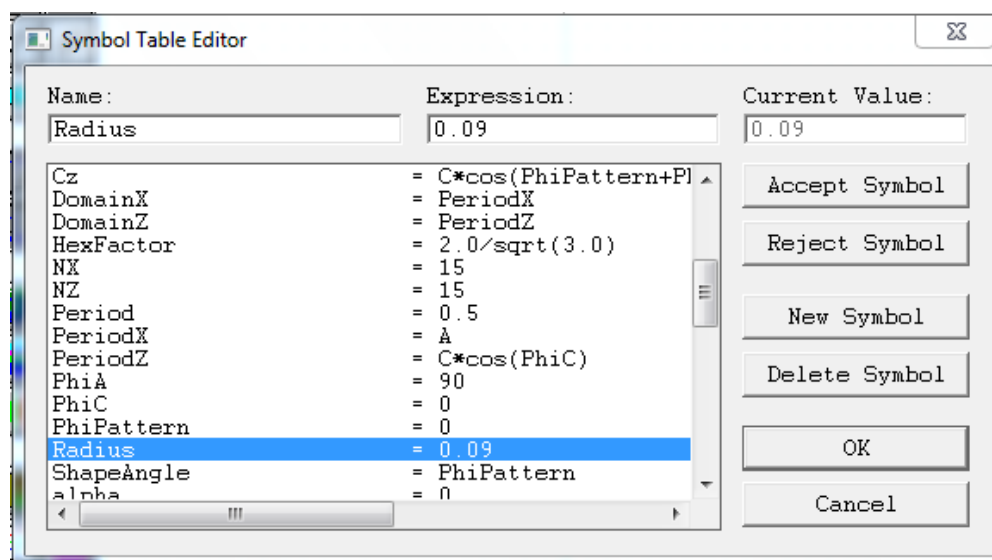 Symbol Table Editor
Name: Expression: Current Value:
Radius 0.09 0.09
Cz = C*cos(PhiPattern+
DomainX = PeriodX
DomainZ = PeriodZ
HexFactor = 2.0/sqrt(3.0)
NX = 15
NZ = 15
Period = 0.5
PeriodX = A
PeriodZ = C*cos(PhiC)
PhiA = 90
PhiC = 0
PhiPattern = 0
Radius = 0.09
ShapeAngle = PhiPattern
alpha = 0
Accept Symbol
Reject Symbol
New Symbol
Delete Symbol
OK
Cancel